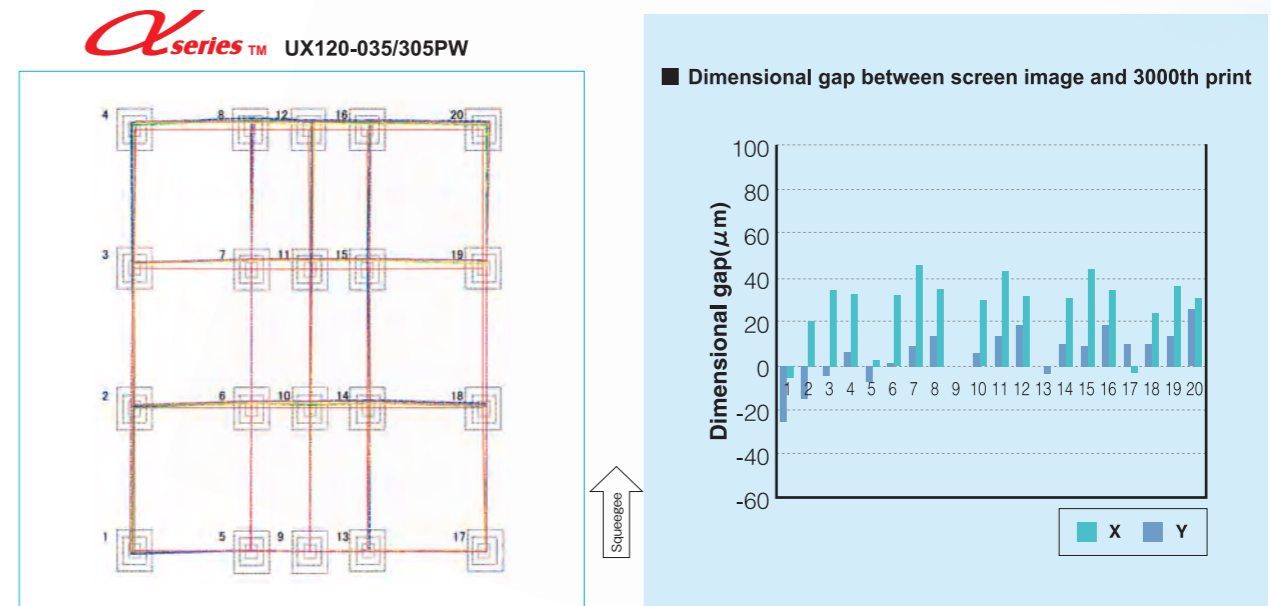 α series TM UX120-035/305PW
4 8 12 16 20
3 7 11 15 19
2 6 10 14 18
1 5 9 13 17
Squeegee
■ Dimensional gap between screen image and 3000th print
Dimensional gap(μm)
100
80
60
40
20
0
-20
-40
-60
1 2 3 4 5 6 7 8 9 10 11 12 13 14 15 16 17 18 19 20
X Y